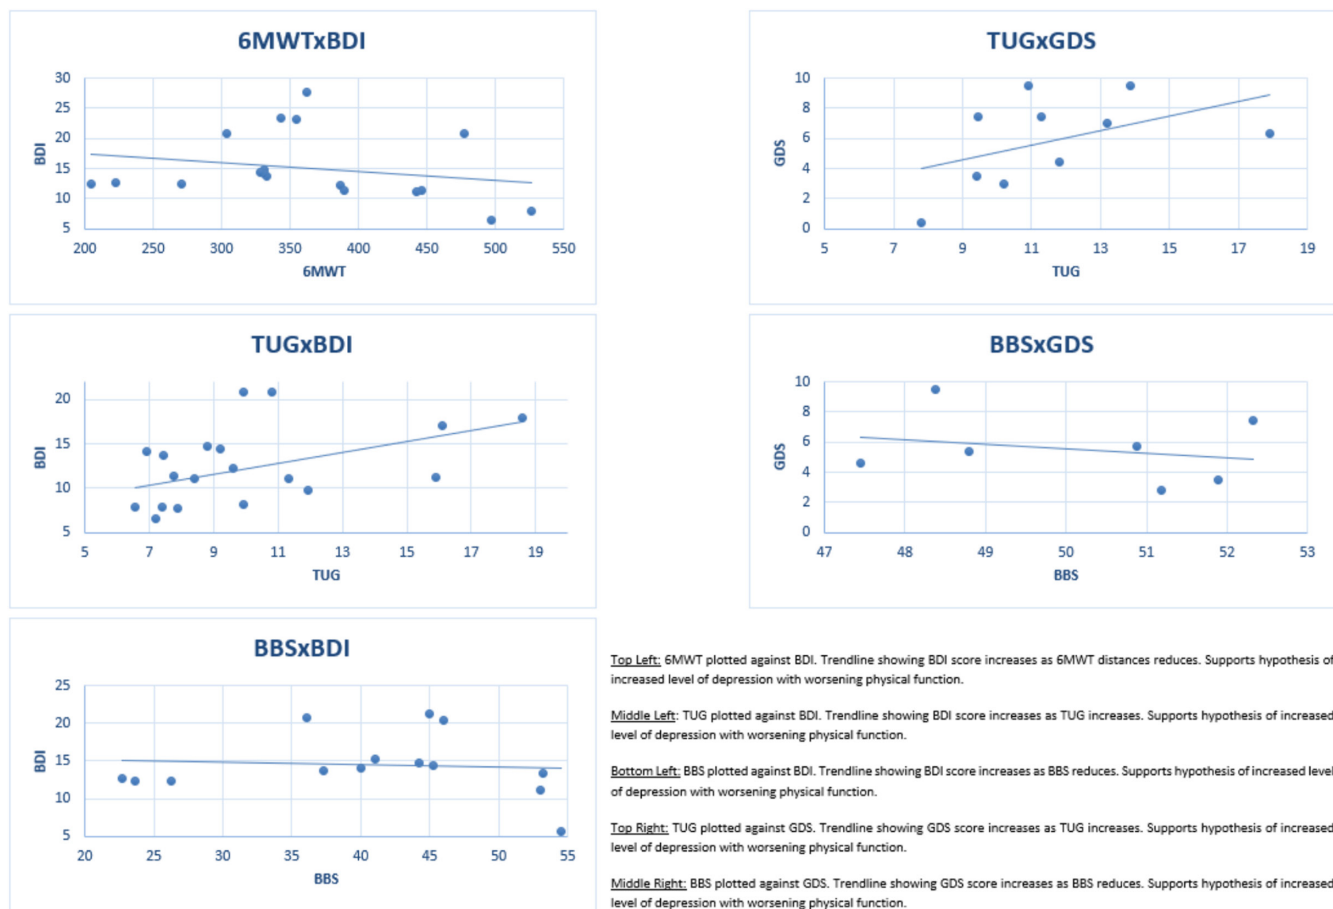 6MWTxBDI
30
25
20
15
10
5
BDI
200 250 300 350 400 450 500 550
6MWT
TUGxGDS
10
8
6
4
2
0
GDS
5 7 9 11 13 15 17 19
TUG
TUGxBDI
20
15
10
5
BDI
5 7 9 11 13 15 17 19
TUG
BBSxGDS
10
8
6
4
2
0
GDS
47 48 49 50 51 52 53
BBS
BBSxBDI
25
20
15
10
5
BDI
20 25 30 35 40 45 50 55
BBS
Top Left: 6MWT plotted against BDI. Trendline showing BDI score increases as 6MWT distances reduces. Supports hypothesis of
increased level of depression with worsening physical function.
Middle Left: TUG plotted against BDI. Trendline showing BDI score increases as TUG increases. Supports hypothesis of increased
level of depression with worsening physical function.
Bottom Left: BBS plotted against BDI. Trendline showing BDI score increases as BBS reduces. Supports hypothesis of increased level
of depression with worsening physical function.
Top Right: TUG plotted against GDS. Trendline showing GDS score increases as TUG increases. Supports hypothesis of increased
level of depression with worsening physical function.
Middle Right: BBS plotted against GDS. Trendline showing GDS score increases as BBS reduces. Supports hypothesis of increased
level of depression with worsening physical function.